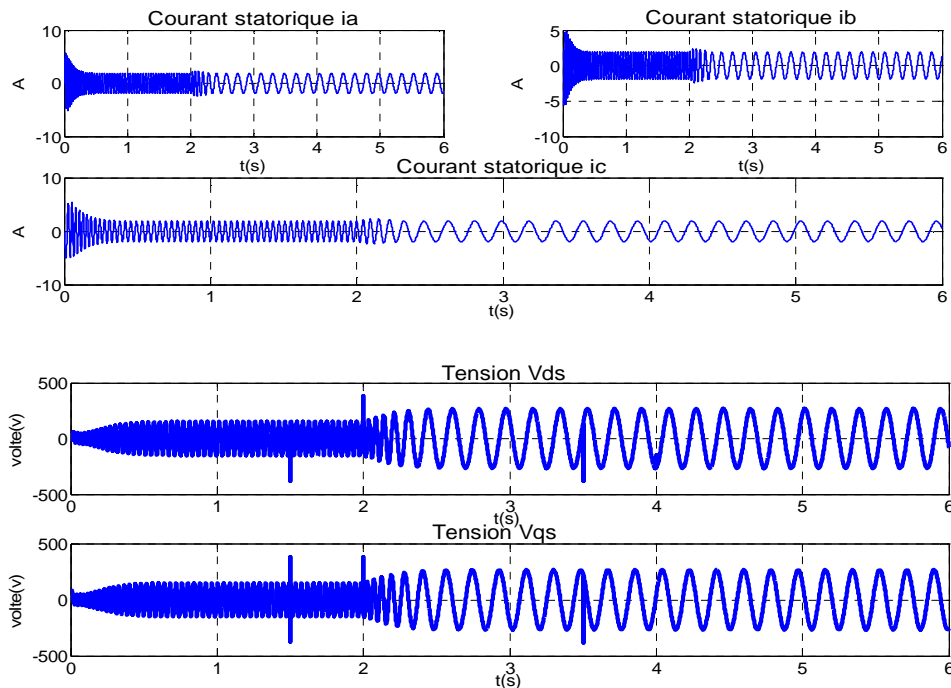 Courant statorique ia
10
0
-10
A
0 1 2 3 4 5 6
t(s)
Courant statorique ib
5
0
-5
-10
A
0 1 2 3 4 5 6
t(s)
Courant statorique ic
10
0
-10
A
0 1 2 3 4 5 6
t(s)
Tension Vds
500
0
-500
volte(v)
0 1 2 3 4 5 6
t(s)
Tension Vqs
500
0
-500
volte(v)
0 1 2 3 4 5 6
t(s)